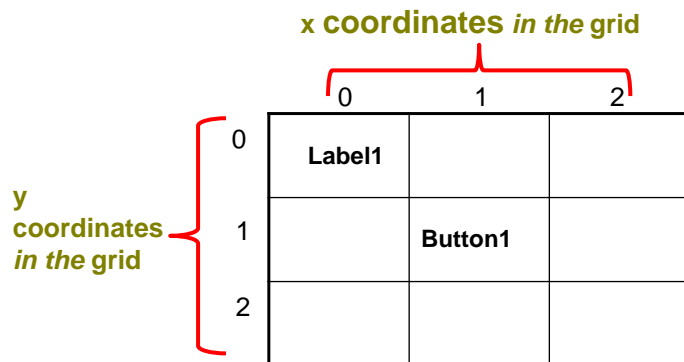 x coordinates in the grid
0 1 2
0
Label1
y
coordinates
in the grid
1
Button1
2